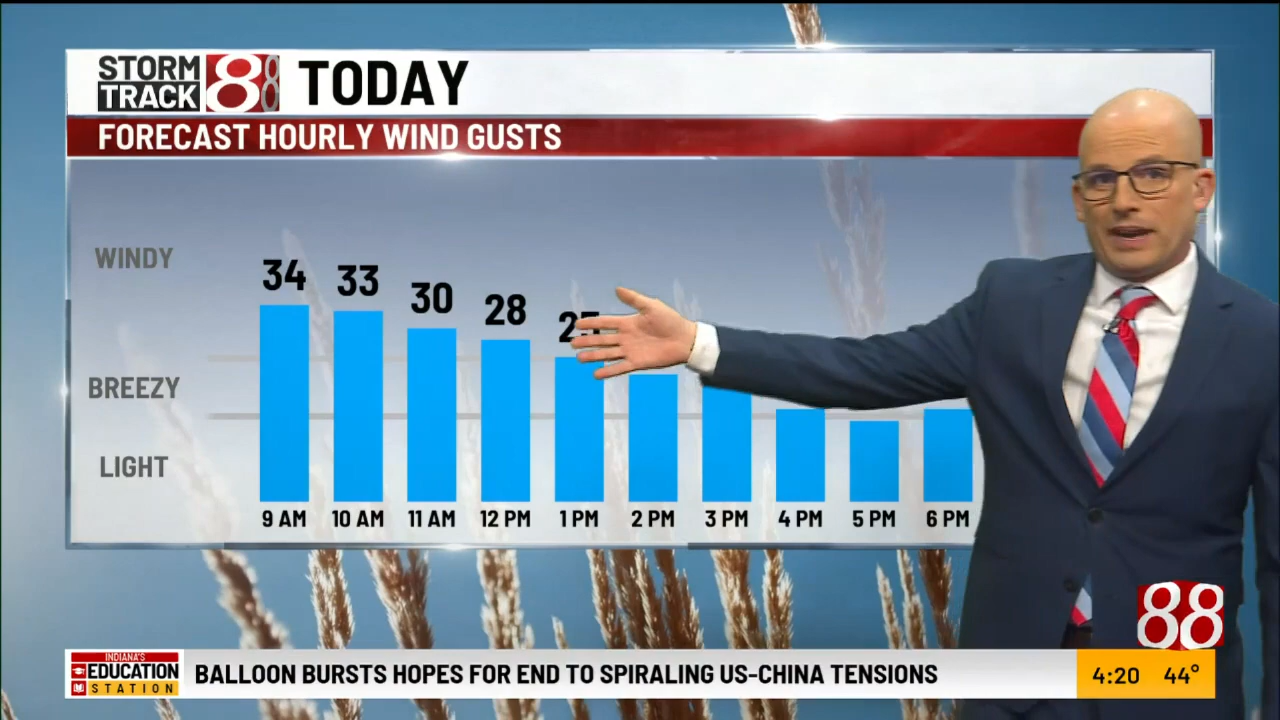 STORM TRACK 8 TODAY
FORECAST HOURLY WIND GUSTS
WINDY
BREEZY
LIGHT
34 33 30 28 25
9 AM 10 AM 11 AM 12 PM 1 PM 2 PM 3 PM 4 PM 5 PM 6 PM
88
INDIANA'S
EDUCATION
STATION
BALLOON BURSTS HOPES FOR END TO SPIRALING US-CHINA TENSIONS
4:20 44°